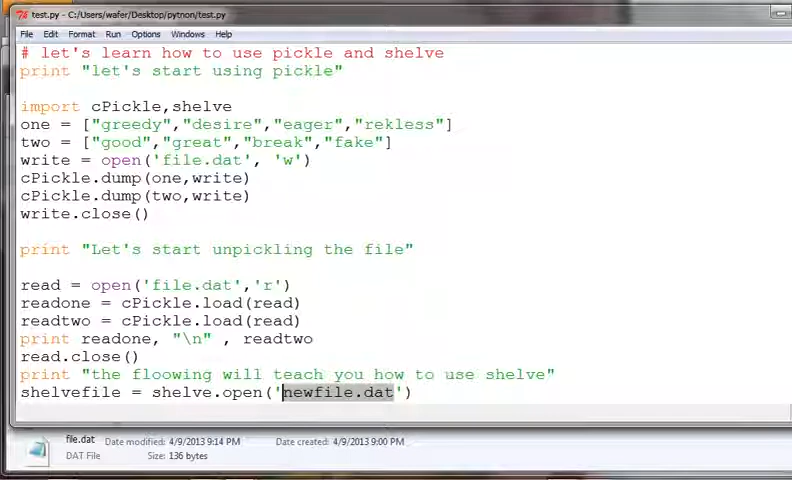 test.py - C:/Users/wafer/Desktop/pytnon/test.py
File Edit Format Run Options Windows Help
# let's learn how to use pickle and shelve
print "let's start using pickle"
import cPickle,shelve
one = ["greedy","desire","eager","rekless"]
two = ["good","great","break","fake"]
write = open('file.dat', 'w')
cPickle.dump(one,write)
cPickle.dump(two,write)
write.close()
print "Let's start unpickling the file"
read = open('file.dat','r')
readone = cPickle.load(read)
readtwo = cPickle.load(read)
print readone, "\n" , readtwo
read.close()
print "the floowing will teach you how to use shelve"
shelvefile = shelve.open('newfile.dat')
file.dat Date modified: 4/9/2013 9:14 PM Date created: 4/9/2013 9:00 PM
DAT File Size: 136 bytes